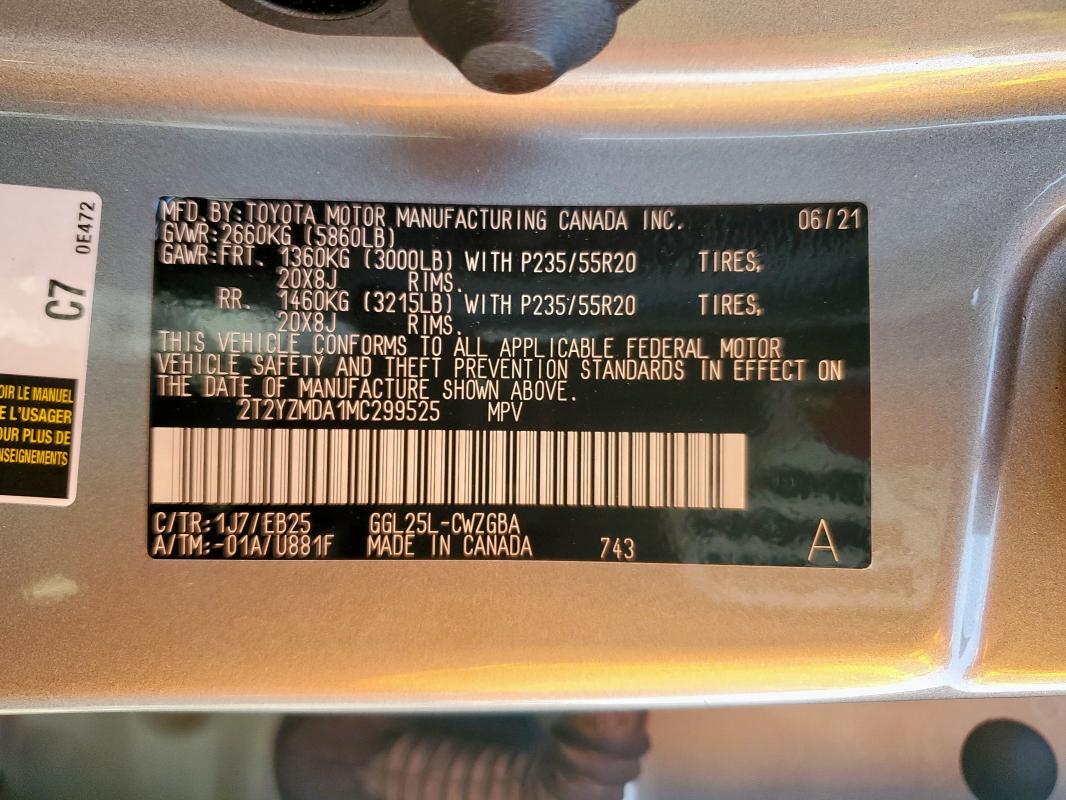 MFD.BY:TOYOTA MOTOR MANUFACTURING CANADA INC. 06/21
GVWR:2660KG (5860LB)
GAWR:FRT. 1360KG (3000LB) WITH P235/55R20 TIRES,
20X8J RIMS.
RR. 1460KG (3215LB) WITH P235/55R20 TIRES,
20X8J RIMS.
THIS VEHICLE CONFORMS TO ALL APPLICABLE FEDERAL MOTOR
VEHICLE SAFETY AND THEFT PREVENTION STANDARDS IN EFFECT ON
THE DATE OF MANUFACTURE SHOWN ABOVE.
2T2YZMDA1MC299525 MPV
C/TR:1J7/EB25 GGL25L-CWZGBA
A/TM:-01A/U881F MADE IN CANADA 743 A
C7 0E472
OIR LE MANUEL
E L'USAGER
OUR PLUS DE
NSEIGNEMENTS